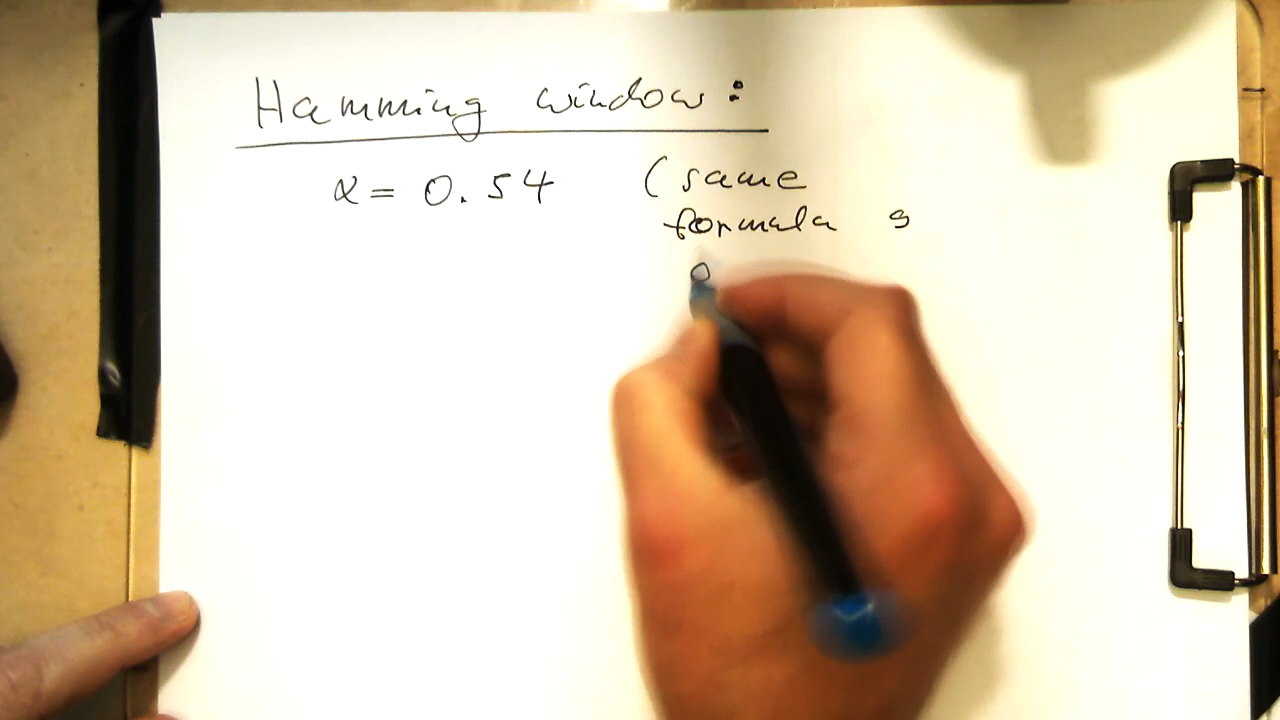 Hamming window:
α = 0.54 (same
formula